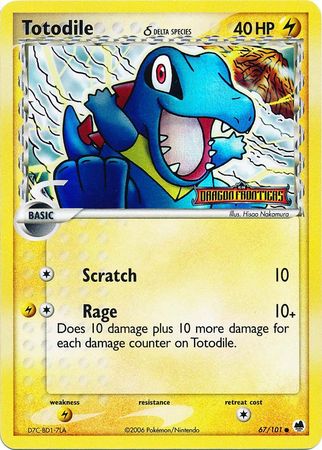 Totodile δ DELTA SPECIES 40 HP
DRAGON FRONTIERS
Illus. Hisao Nakamura
BASIC
Scratch 10
Rage 10+
Does 10 damage plus 10 more damage for
each damage counter on Totodile.
weakness resistance retreat cost
D7C-BD1-7LA ©2006 Pokémon/Nintendo 67/101 ●